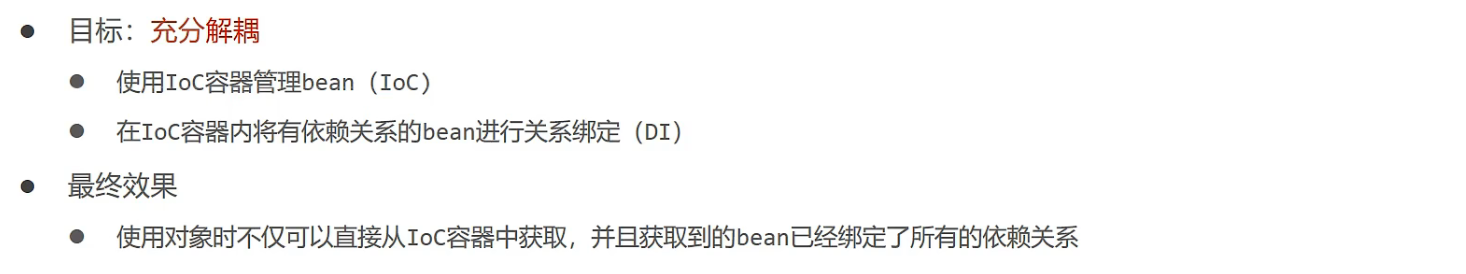 目标：充分解耦
使用IoC容器管理bean（IoC）
在IoC容器内将有依赖关系的bean进行关系绑定（DI）
最终效果
使用对象时不仅可以直接从IoC容器中获取，并且获取到的bean已经绑定了所有的依赖关系